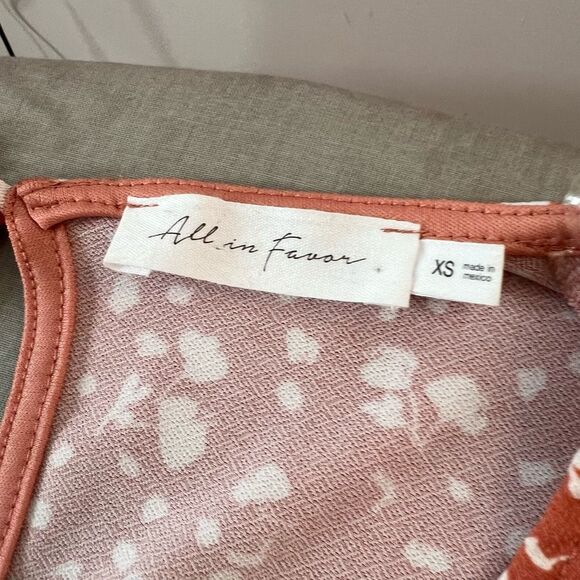 All in Favor
XS
made in
mexico